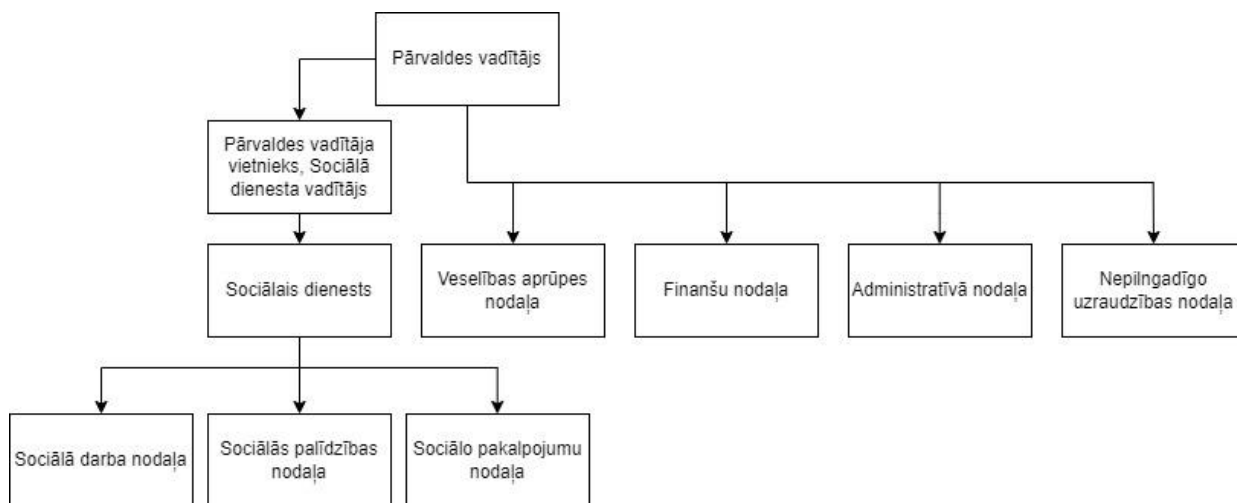 Pārvaldes vadītājs
Pārvaldes vadītāja
vietnieks, Sociālā
dienesta vadītājs
Sociālais dienests
Veselības aprūpes
nodaļa
Finanšu nodaļa
Administratīvā nodaļa
Nepilngadīgo
uzraudzības nodaļa
Sociālā darba nodaļa
Sociālās palīdzības
nodaļa
Sociālo pakalpojumu
nodaļa